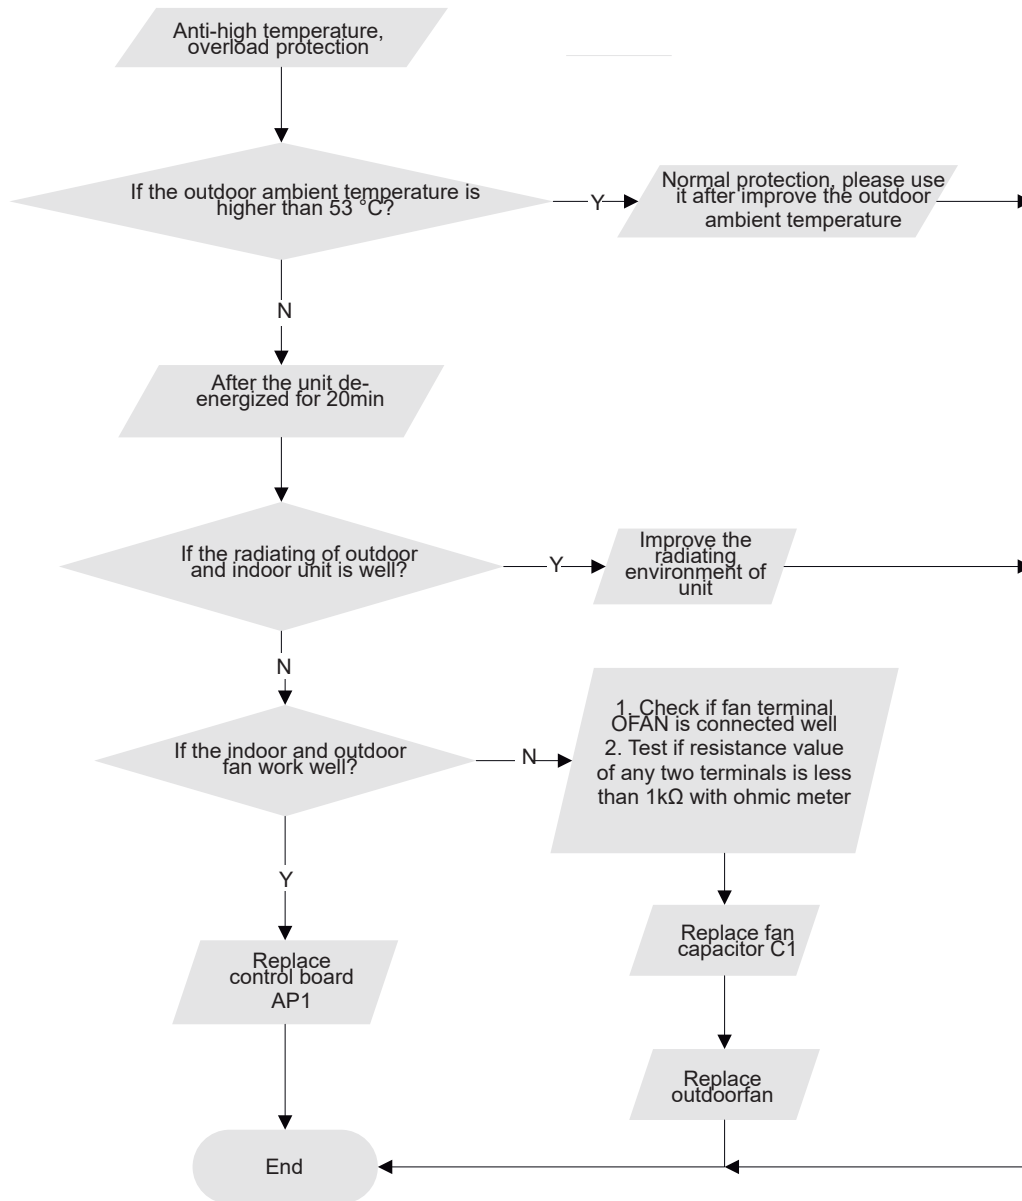 Anti-high temperature,
overload protection
If the outdoor ambient temperature is
higher than 53 °C?
Y
Normal protection, please use
it after improve the outdoor
ambient temperature
N
After the unit de-
energized for 20min
If the radiating of outdoor
and indoor unit is well?
Y
Improve the
radiating
environment of
unit
N
If the indoor and outdoor
fan work well?
N
1. Check if fan terminal
OFAN is connected well
2. Test if resistance value
of any two terminals is less
than 1kΩ with ohmic meter
Y
Replace
control board
AP1
Replace fan
capacitor C1
Replace
outdoorfan
End